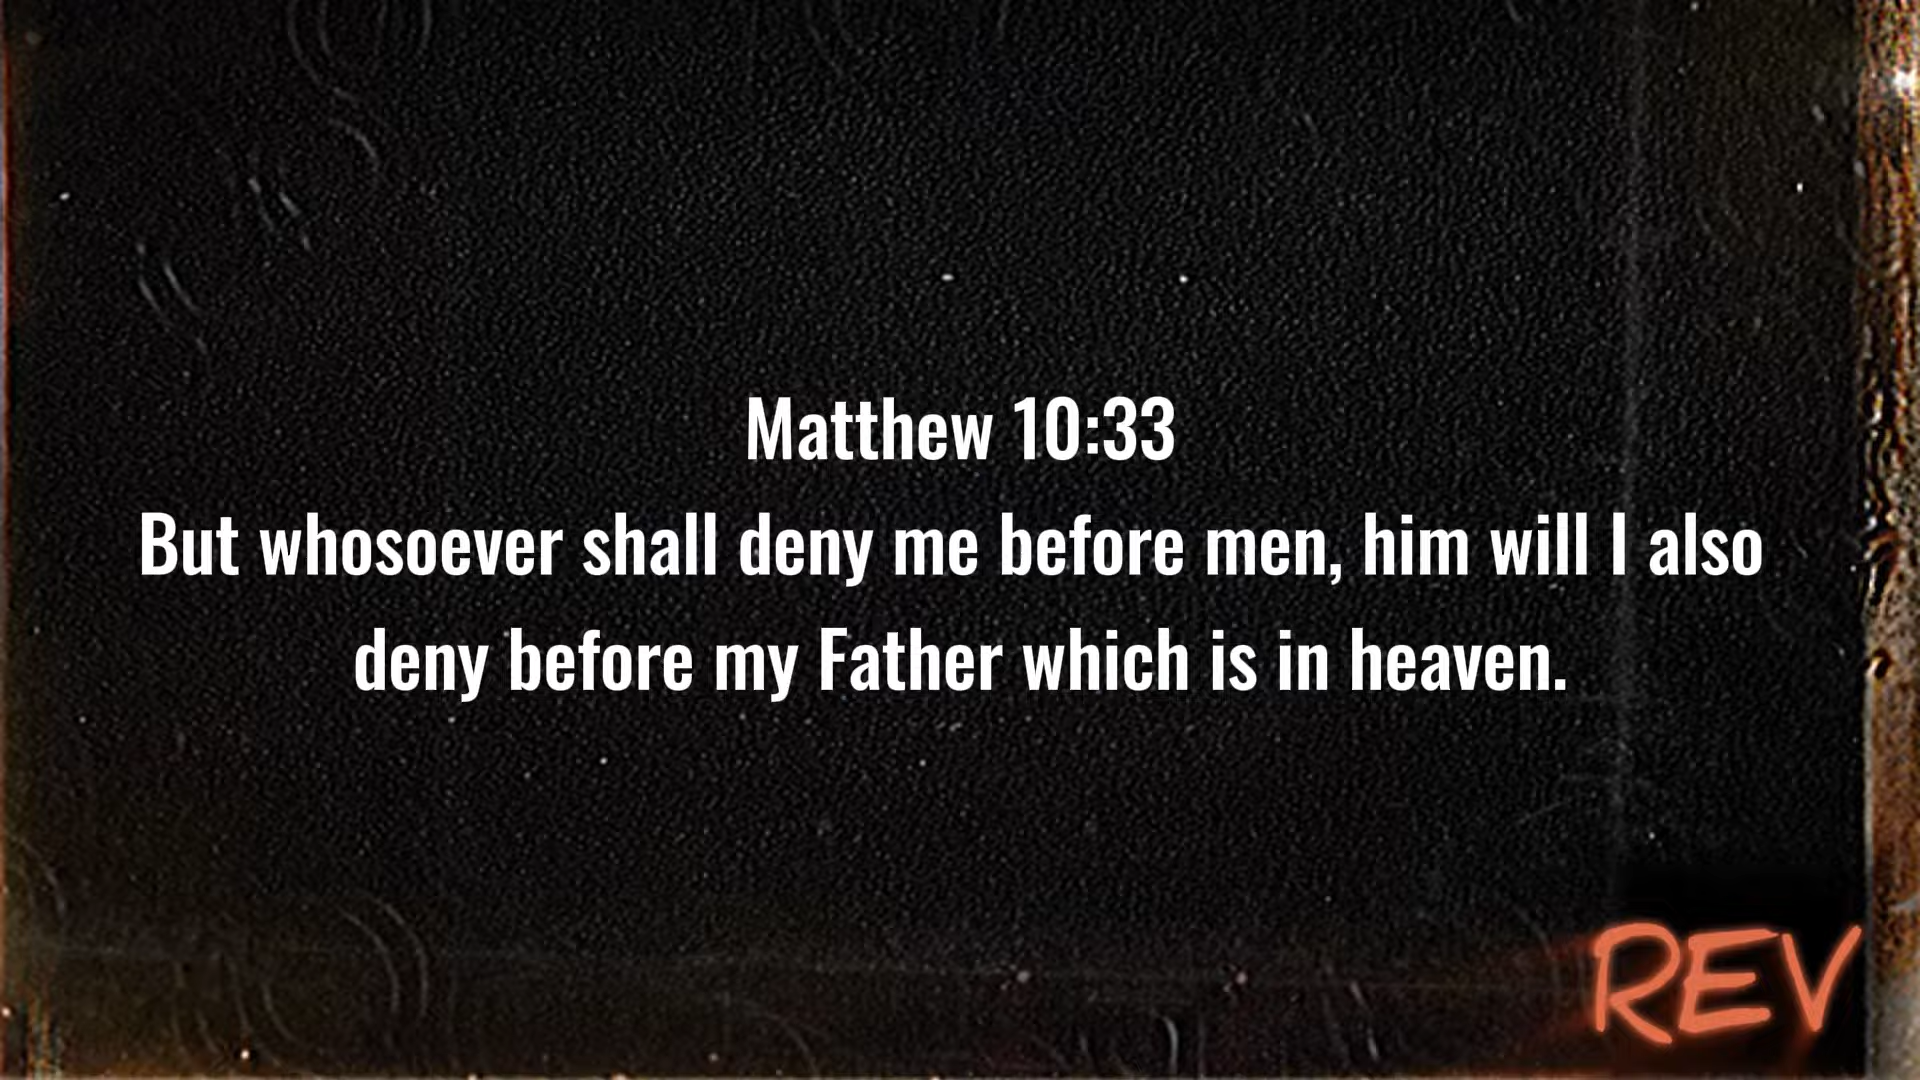 Matthew 10:33
But whosoever shall deny me before men, him will I also
deny before my Father which is in heaven.
REV